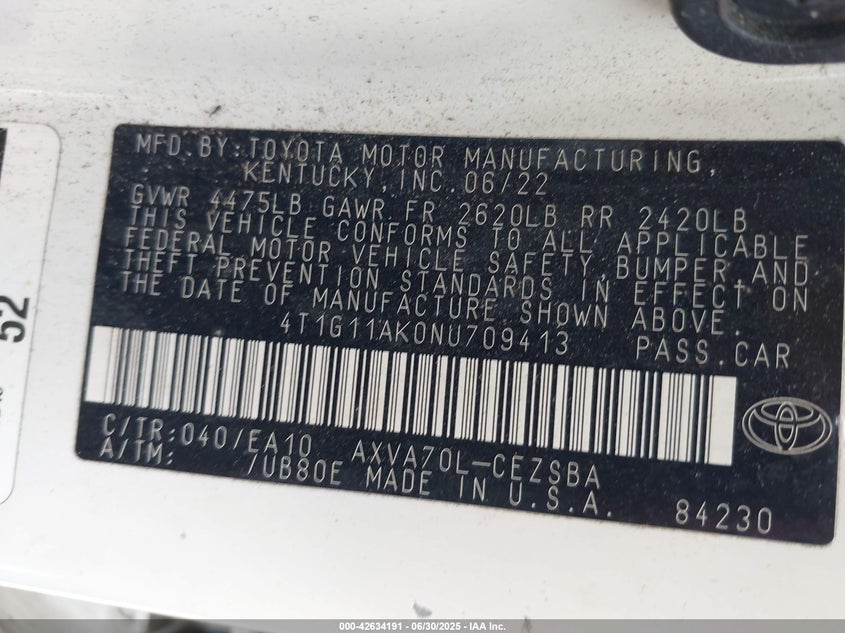 MFD. BY: TOYOTA MOTOR MANUFACTURING,
KENTUCKY, INC. 06/22
GVWR 4475LB GAWR FR 2620LB RR 2420LB
THIS VEHICLE CONFORMS TO ALL APPLICABLE
FEDERAL MOTOR VEHICLE SAFETY, BUMPER AND
THEFT PREVENTION STANDARDS IN EFFECT ON
THE DATE OF MANUFACTURE SHOWN ABOVE.
4T1G11AK0NU709413 PASS.CAR
C/TR: 040/EA10 AXVA70L-CEZSBA
A/TM: /UB80E MADE IN U.S.A. 84230
52
000-42634191 - 06/30/2025 - IAA Inc.